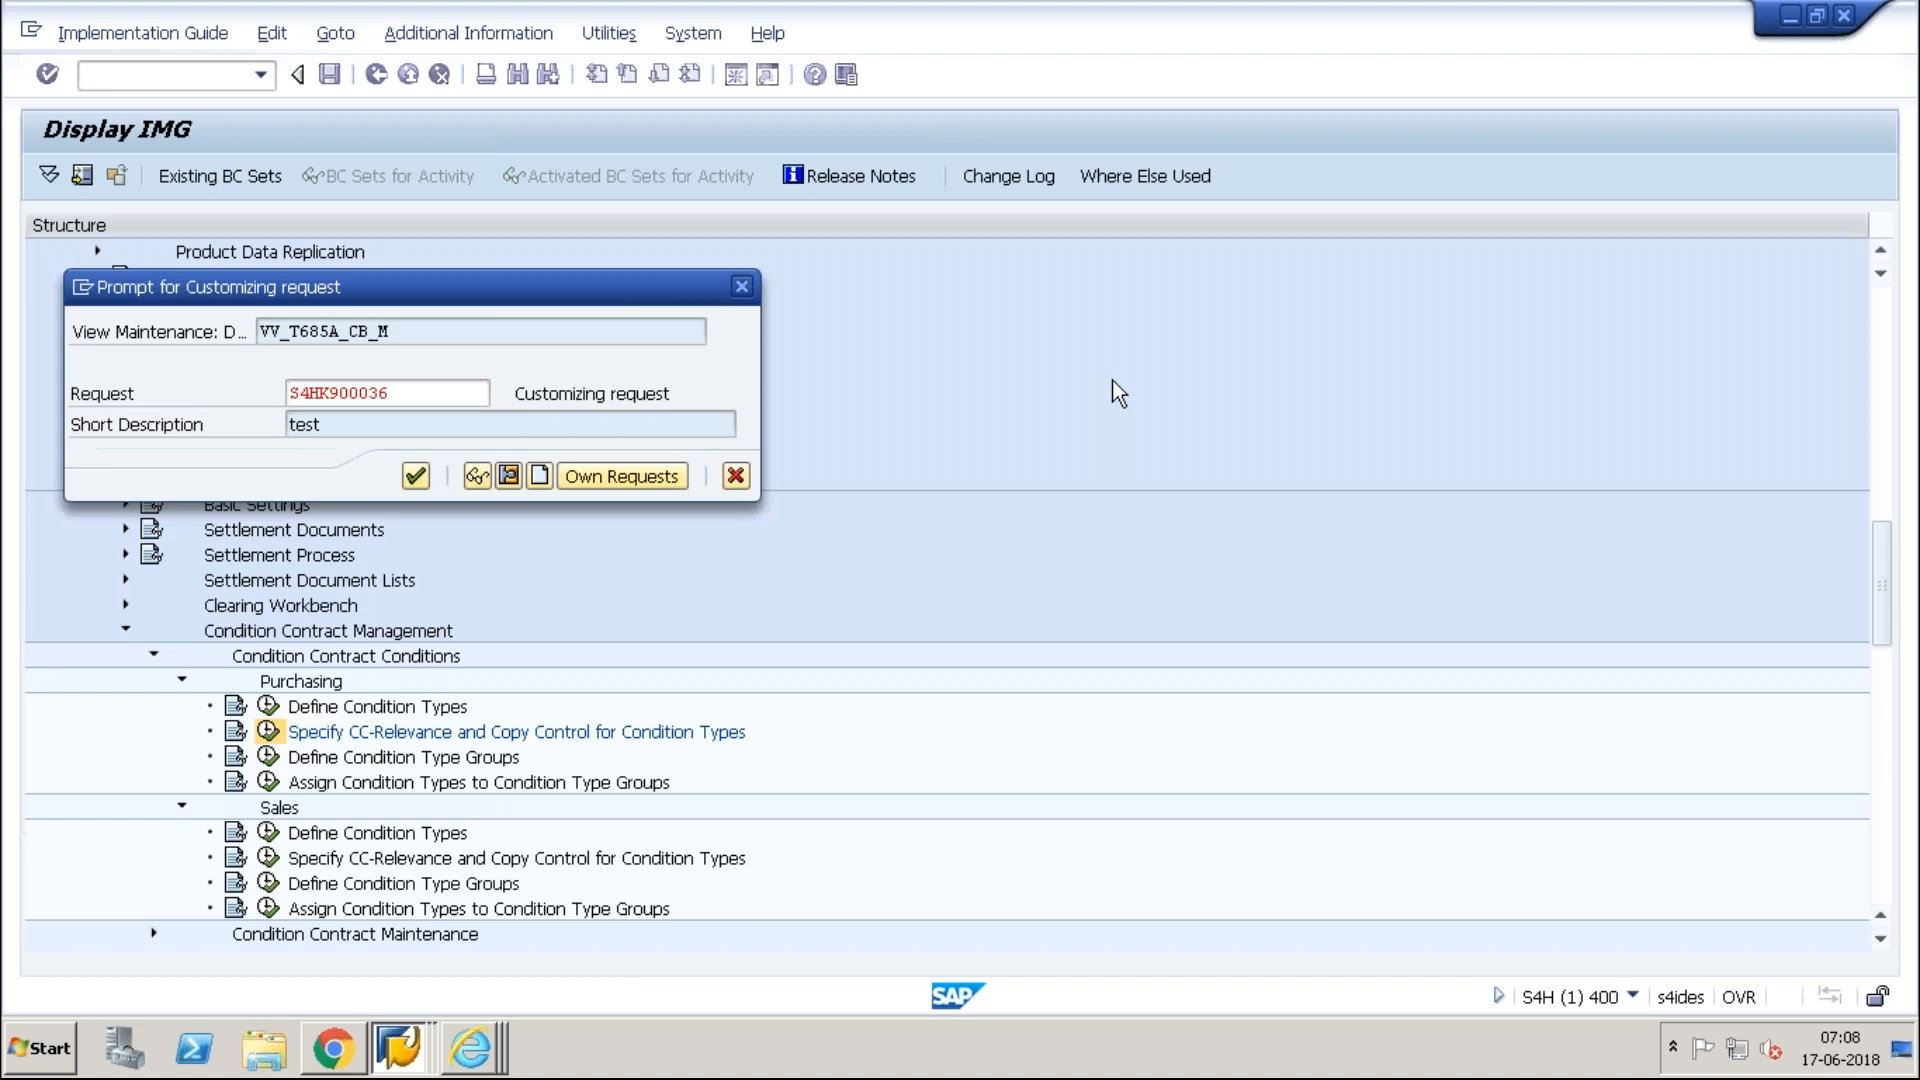 Implementation Guide Edit Goto Additional Information Utilities System Help
Display IMG
Existing BC Sets BC Sets for Activity Activated BC Sets for Activity Release Notes Change Log Where Else Used
Structure
Product Data Replication
Prompt for Customizing request
View Maintenance: D... VV_T685A_CB_M
Request S4HK900036 Customizing request
Short Description test
Own Requests
Basic Settings
Settlement Documents
Settlement Process
Settlement Document Lists
Clearing Workbench
Condition Contract Management
Condition Contract Conditions
Purchasing
Define Condition Types
Specify CC-Relevance and Copy Control for Condition Types
Define Condition Type Groups
Assign Condition Types to Condition Type Groups
Sales
Define Condition Types
Specify CC-Relevance and Copy Control for Condition Types
Define Condition Type Groups
Assign Condition Types to Condition Type Groups
Condition Contract Maintenance
SAP
S4H (1) 400 s4ides OVR
Start
07:08
17-06-2018